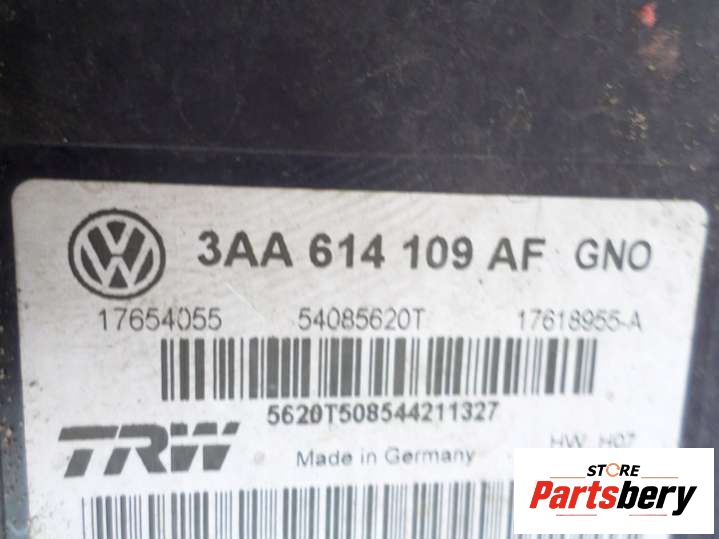 3AA 614 109 AF GNO
17654055 54085620T 17618955-A
5620T508544211327
TRW Made in Germany HW H07
STORE
Partsbery